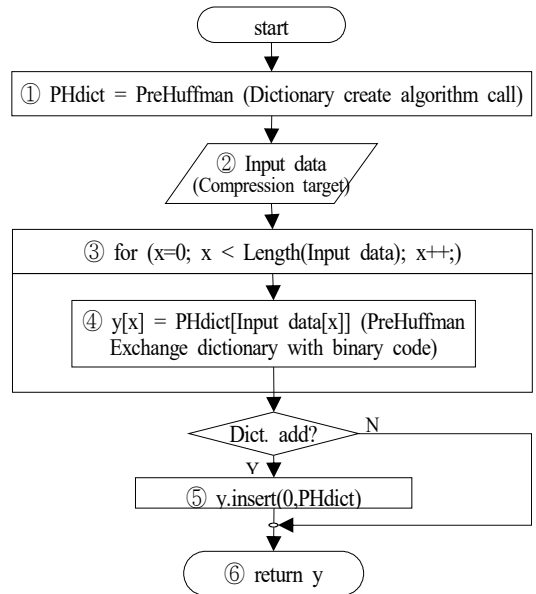 start
① PHdict = PreHuffman (Dictionary create algorithm call)
② Input data
(Compression target)
③ for (x=0; x < Length(Input data); x++;)
④ y[x] = PHdict[Input data[x]] (PreHuffman
Exchange dictionary with binary code)
Dict. add?
N
Y
⑤ y.insert(0,PHdict)
⑥ return y